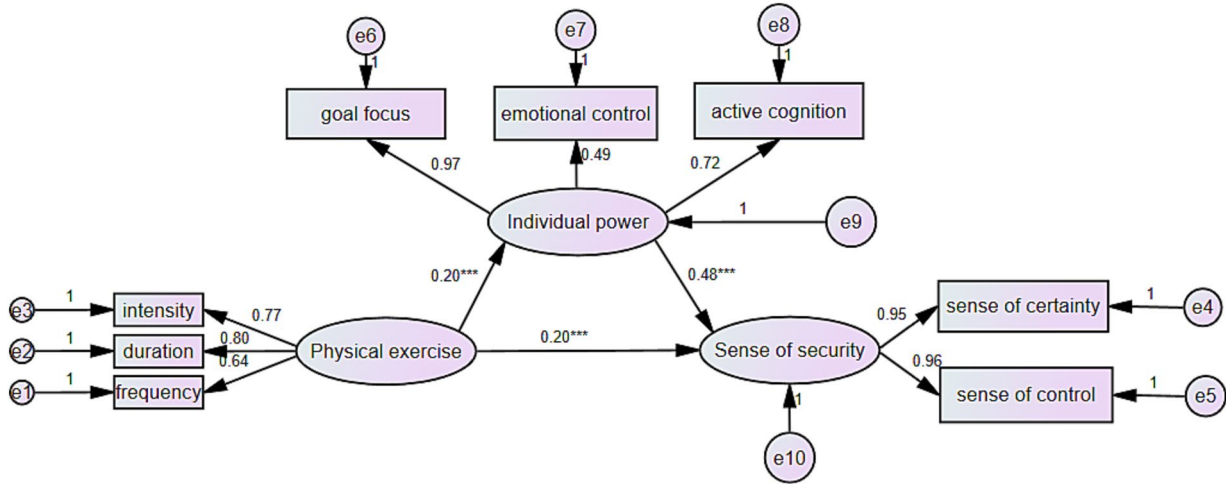 e6
e7
e8
1
1
1
goal focus
emotional control
active cognition
0.97
0.49
0.72
Individual power
1
e9
0.20***
0.48***
e3
1
intensity
0.77
e2
1
duration
0.80
e1
1
frequency
0.64
Physical exercise
0.20***
Sense of security
0.95
sense of certainty
1
e4
0.96
sense of control
1
e5
1
e10